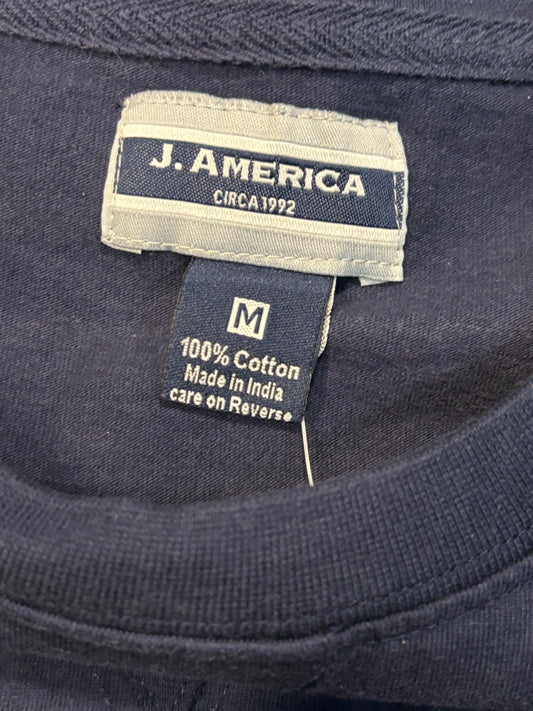 J. AMERICA
CIRCA 1992
M
100% Cotton
Made in India
care on Reverse